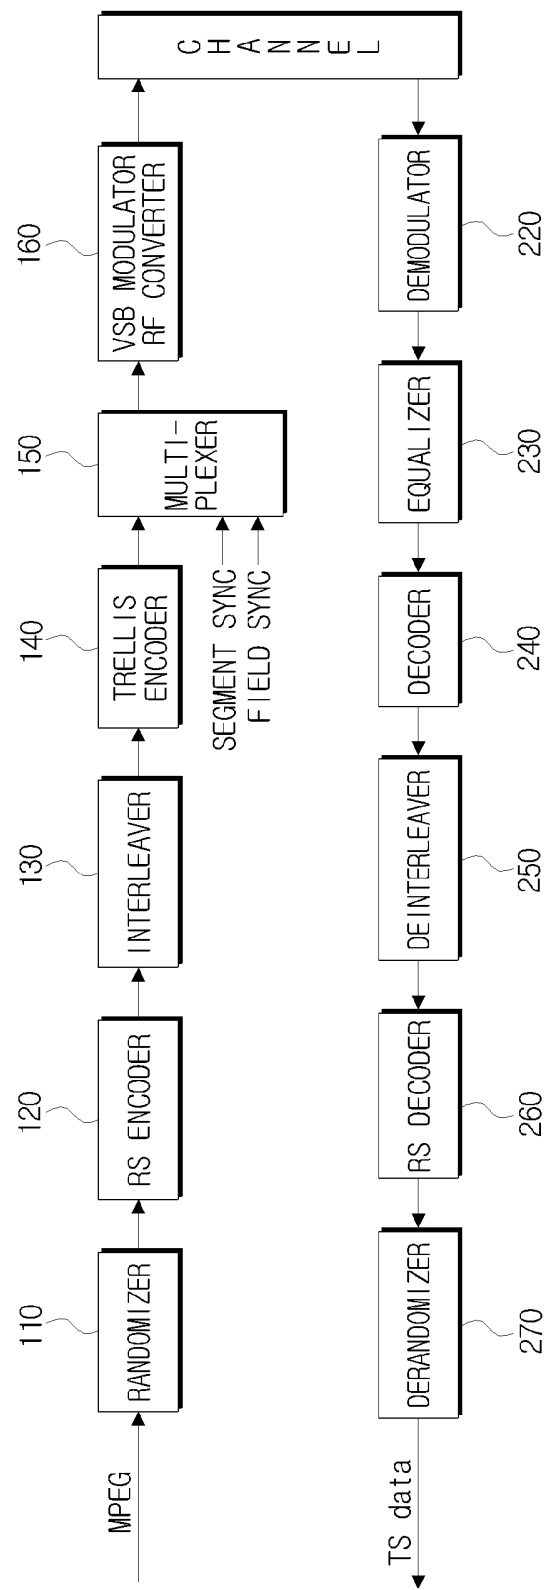 110
120
130
140
150
160
MPEG
RANDOMIZER
RS ENCODER
INTERLEAVER
TRELLIS
ENCODER
MULTI-
PLEXER
VSB MODULATOR
RF CONVERTER
CHANNEL
SEGMENT SYNC
FIELD SYNC
TS data
DERANDOMIZER
RS DECODER
DEINTERLEAVER
DECODER
EQUALIZER
DEMODULATOR
270
260
250
240
230
220